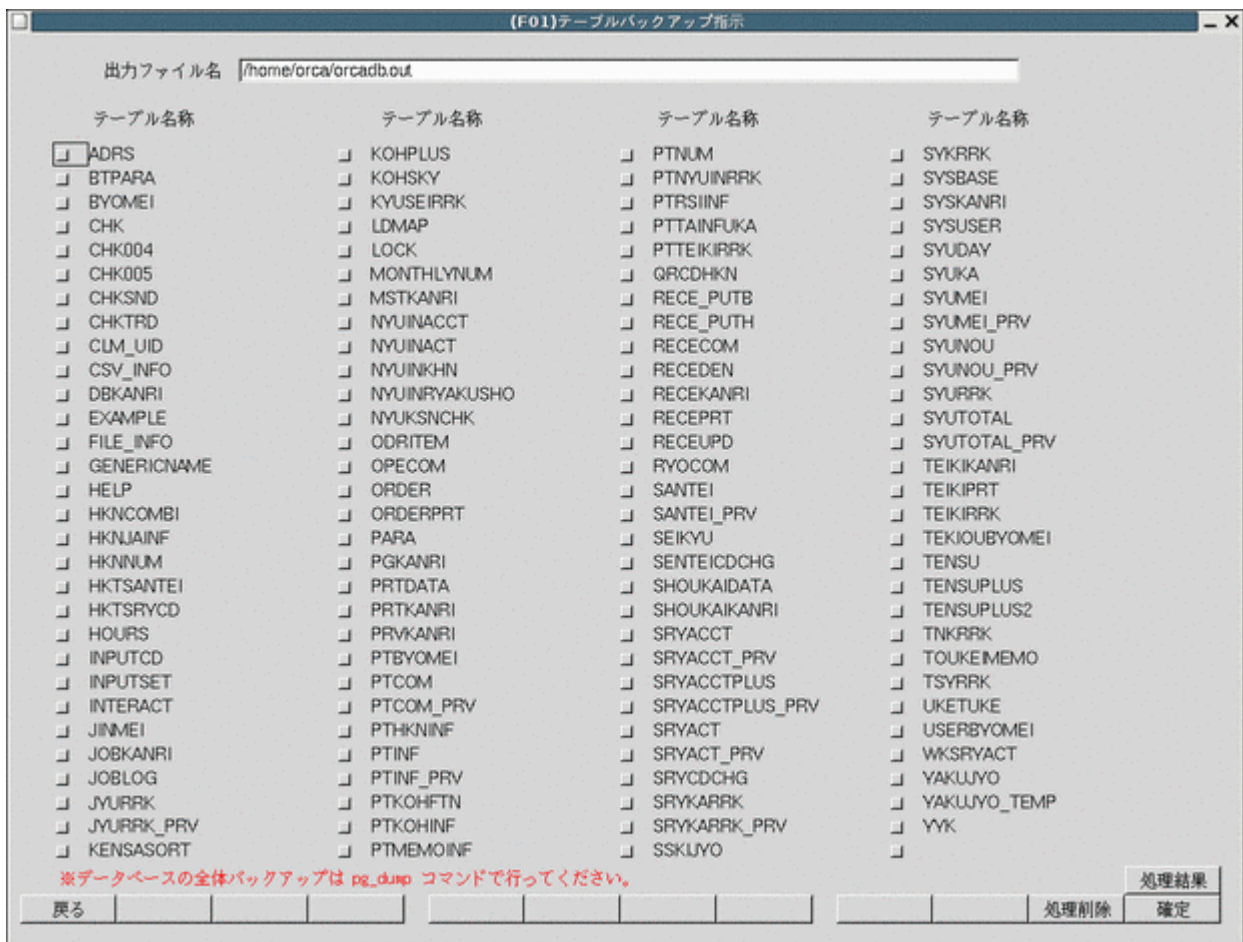 (F01)テーブルバックアップ指示
出力ファイル名 /home/orca/orcadb.out
テーブル名称 テーブル名称 テーブル名称 テーブル名称
ADRS KOHPLUS PTNUM SYKRRK
BTPARA KOHSKY PTNYUINRRK SYSBASE
BYOMEI KYUSEIRRK PTRSIINF SYSKANRI
CHK LDMAP PTTAINFUKA SYSUSER
CHK004 LOCK PTTEIKIRRK SYUDAY
CHK005 MONTHLYNUM QRCDHKN SYUKA
CHKSND MSTKANRI RECE_PUTB SYUMEI
CHKTRD NYUINACCT RECE_PUTH SYUMEI_PRV
CLM_UID NYUINACT RECECOM SYUNOU
CSV_INFO NYUINKHN RECEDEN SYUNOU_PRV
DBKANRI NYUINRYAKUSHO RECEKANRI SYURRK
EXAMPLE NYUKSNCHK RECEPRT SYUTOTAL
FILE_INFO ODRITEM RECEUPD SYUTOTAL_PRV
GENERICNAME OPECOM RYOCOM TEIKIKANRI
HELP ORDER SANTEI TEIKIPRT
HKNCOMBI ORDERPRT SANTEI_PRV TEIKIRRK
HKNJAINF PARA SEIKYU TEKIOUBYOMEI
HKNNUM PGKANRI SENTEICDCHG TENSU
HKTSANTEI PRTDATA SHOUKAIDATA TENSUPLUS
HKTSRYCD PRTKANRI SHOUKAIKANRI TENSUPLUS2
HOURS PRVKANRI SRYACCT TNKRRK
INPUTCD PTBYOMEI SRYACCT_PRV TOUKEIMEMO
INPUTSET PTCOM SRYACCTPLUS TSYRRK
INTERACT PTCOM_PRV SRYACCTPLUS_PRV UKETUKE
JINMEI PTHKNINF SRYACT USERBYOMEI
JOBKANRI PTINF SRYACT_PRV WKSRYACT
JOBLOG PTINF_PRV SRYCDCHG YAKUJYO
JYURRK PTKOHFTN SRYKARRK YAKUJYO_TEMP
JYURRK_PRV PTKOHINF SRYKARRK_PRV YYK
KENSASORT PTMEMOINF SSKIJYO
※データベースの全体バックアップは pg_dump コマンドで行ってください。
処理結果
戻る 処理削除 確定